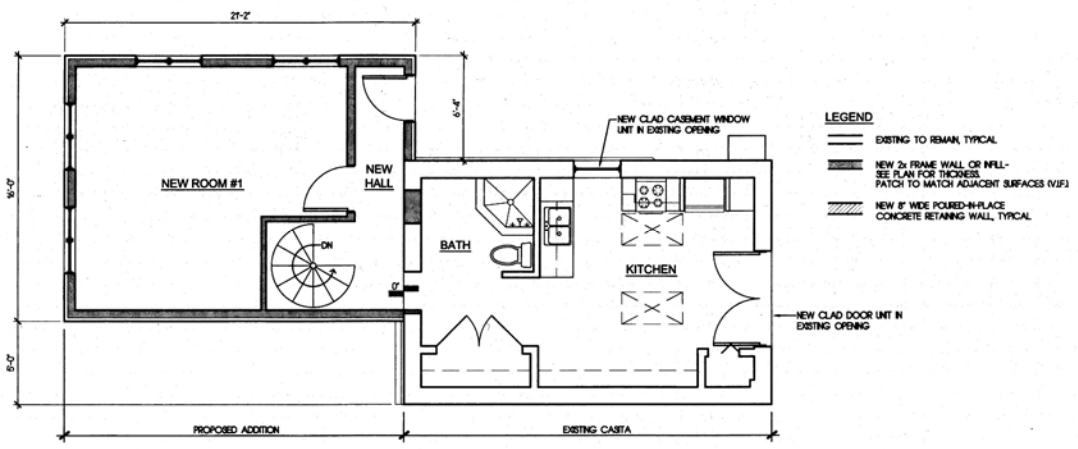 21'-2"
16'-0"
6'-4"
NEW CLAD CASEMENT WINDOW
UNIT IN EXISTING OPENING
LEGEND
EXISTING TO REMAIN, TYPICAL
NEW 2x FRAME WALL OR INFILL-
SEE PLAN FOR THICKNESS.
PATCH TO MATCH ADJACENT SURFACES (V.I.F.)
NEW 8" WIDE POURED-IN-PLACE
CONCRETE RETAINING WALL, TYPICAL
NEW ROOM #1
NEW
HALL
BATH
DN
KITCHEN
0"
NEW CLAD DOOR UNIT IN
EXISTING OPENING
PROPOSED ADDITION
EXISTING CASITA